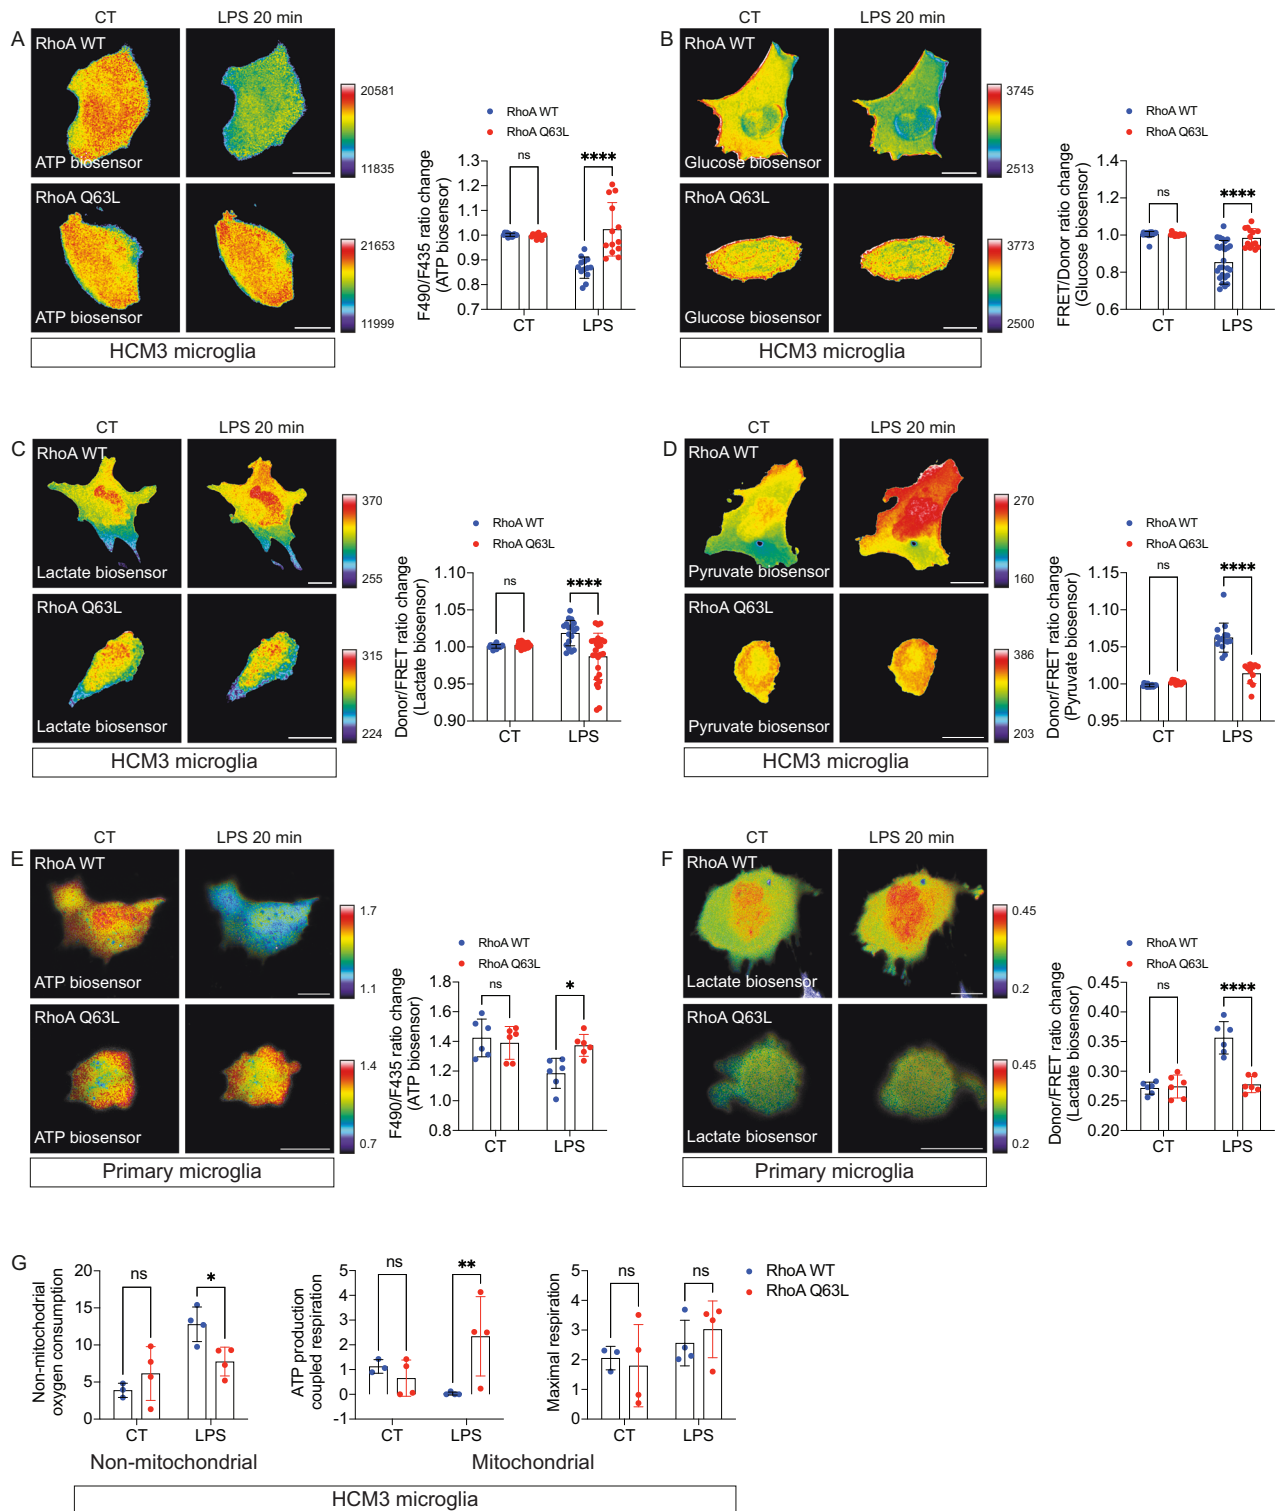 A
CT
LPS 20 min
RhoA WT
ATP biosensor
20581
11835
RhoA Q63L
ATP biosensor
21653
11999
HCM3 microglia
RhoA WT
RhoA Q63L
F490/F435 ratio change
(ATP biosensor)
1.3
1.2
1.1
1.0
0.9
0.8
0.7
ns
****
CT
LPS
B
CT
LPS 20 min
RhoA WT
Glucose biosensor
3745
2513
RhoA Q63L
Glucose biosensor
3773
2500
HCM3 microglia
RhoA WT
RhoA Q63L
FRET/Donor ratio change
(Glucose biosensor)
1.4
1.2
1.0
0.8
0.6
ns
****
CT
LPS
C
CT
LPS 20 min
RhoA WT
Lactate biosensor
370
255
RhoA Q63L
Lactate biosensor
315
224
HCM3 microglia
RhoA WT
RhoA Q63L
Donor/FRET ratio change
(Lactate biosensor)
1.10
1.05
1.00
0.95
0.90
ns
****
CT
LPS
D
CT
LPS 20 min
RhoA WT
Pyruvate biosensor
270
160
RhoA Q63L
Pyruvate biosensor
386
203
HCM3 microglia
RhoA WT
RhoA Q63L
Donor/FRET ratio change
(Pyruvate biosensor)
1.15
1.10
1.05
1.00
0.95
ns
****
CT
LPS
E
CT
LPS 20 min
RhoA WT
ATP biosensor
1.7
1.1
RhoA Q63L
ATP biosensor
1.4
0.7
Primary microglia
RhoA WT
RhoA Q63L
F490/F435 ratio change
(ATP biosensor)
1.8
1.6
1.4
1.2
1.0
0.8
ns
*
CT
LPS
F
CT
LPS 20 min
RhoA WT
Lactate biosensor
0.45
0.2
RhoA Q63L
Lactate biosensor
0.45
0.2
Primary microglia
RhoA WT
RhoA Q63L
Donor/FRET ratio change
(Lactate biosensor)
0.45
0.40
0.35
0.30
0.25
0.20
ns
****
CT
LPS
G
Non-mitochondrial
oxygen consumption
20
15
10
5
0
ns
*
CT
LPS
Non-mitochondrial
ATP production
coupled respiration
5
4
3
2
1
0
-1
ns
**
CT
LPS
Maximal respiration
5
4
3
2
1
0
ns
ns
CT
LPS
Mitochondrial
RhoA WT
RhoA Q63L
HCM3 microglia